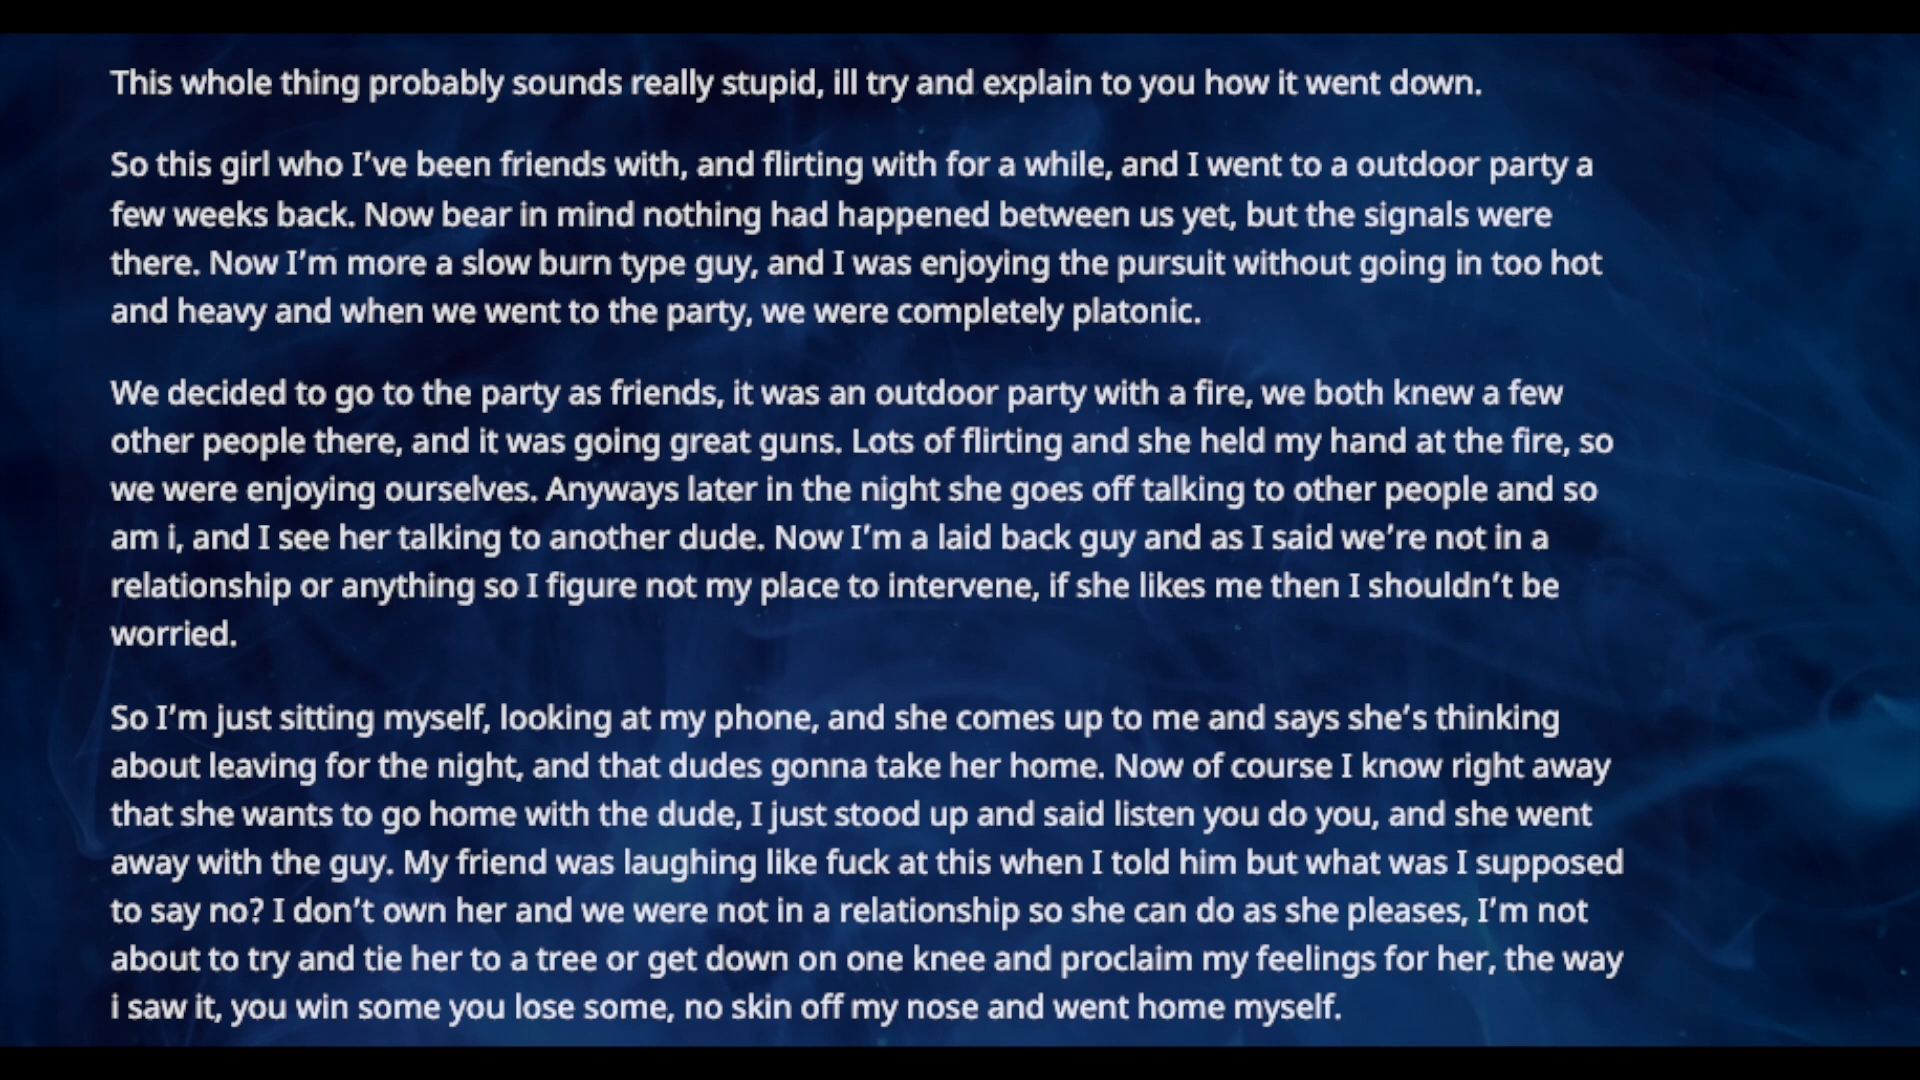 This whole thing probably sounds really stupid, ill try and explain to you how it went down.
So this girl who I've been friends with, and flirting with for a while, and I went to a outdoor party a
few weeks back. Now bear in mind nothing had happened between us yet, but the signals were
there. Now I'm more a slow burn type guy, and I was enjoying the pursuit without going in too hot
and heavy and when we went to the party, we were completely platonic.
We decided to go to the party as friends, it was an outdoor party with a fire, we both knew a few
other people there, and it was going great guns. Lots of flirting and she held my hand at the fire, so
we were enjoying ourselves. Anyways later in the night she goes off talking to other people and so
am i, and I see her talking to another dude. Now I'm a laid back guy and as I said we're not in a
relationship or anything so I figure not my place to intervene, if she likes me then I shouldn't be
worried.
So I'm just sitting myself, looking at my phone, and she comes up to me and says she's thinking
about leaving for the night, and that dudes gonna take her home. Now of course I know right away
that she wants to go home with the dude, I just stood up and said listen you do you, and she went
away with the guy. My friend was laughing like fuck at this when I told him but what was I supposed
to say no? I don't own her and we were not in a relationship so she can do as she pleases, I'm not
about to try and tie her to a tree or get down on one knee and proclaim my feelings for her, the way
i saw it, you win some you lose some, no skin off my nose and went home myself.